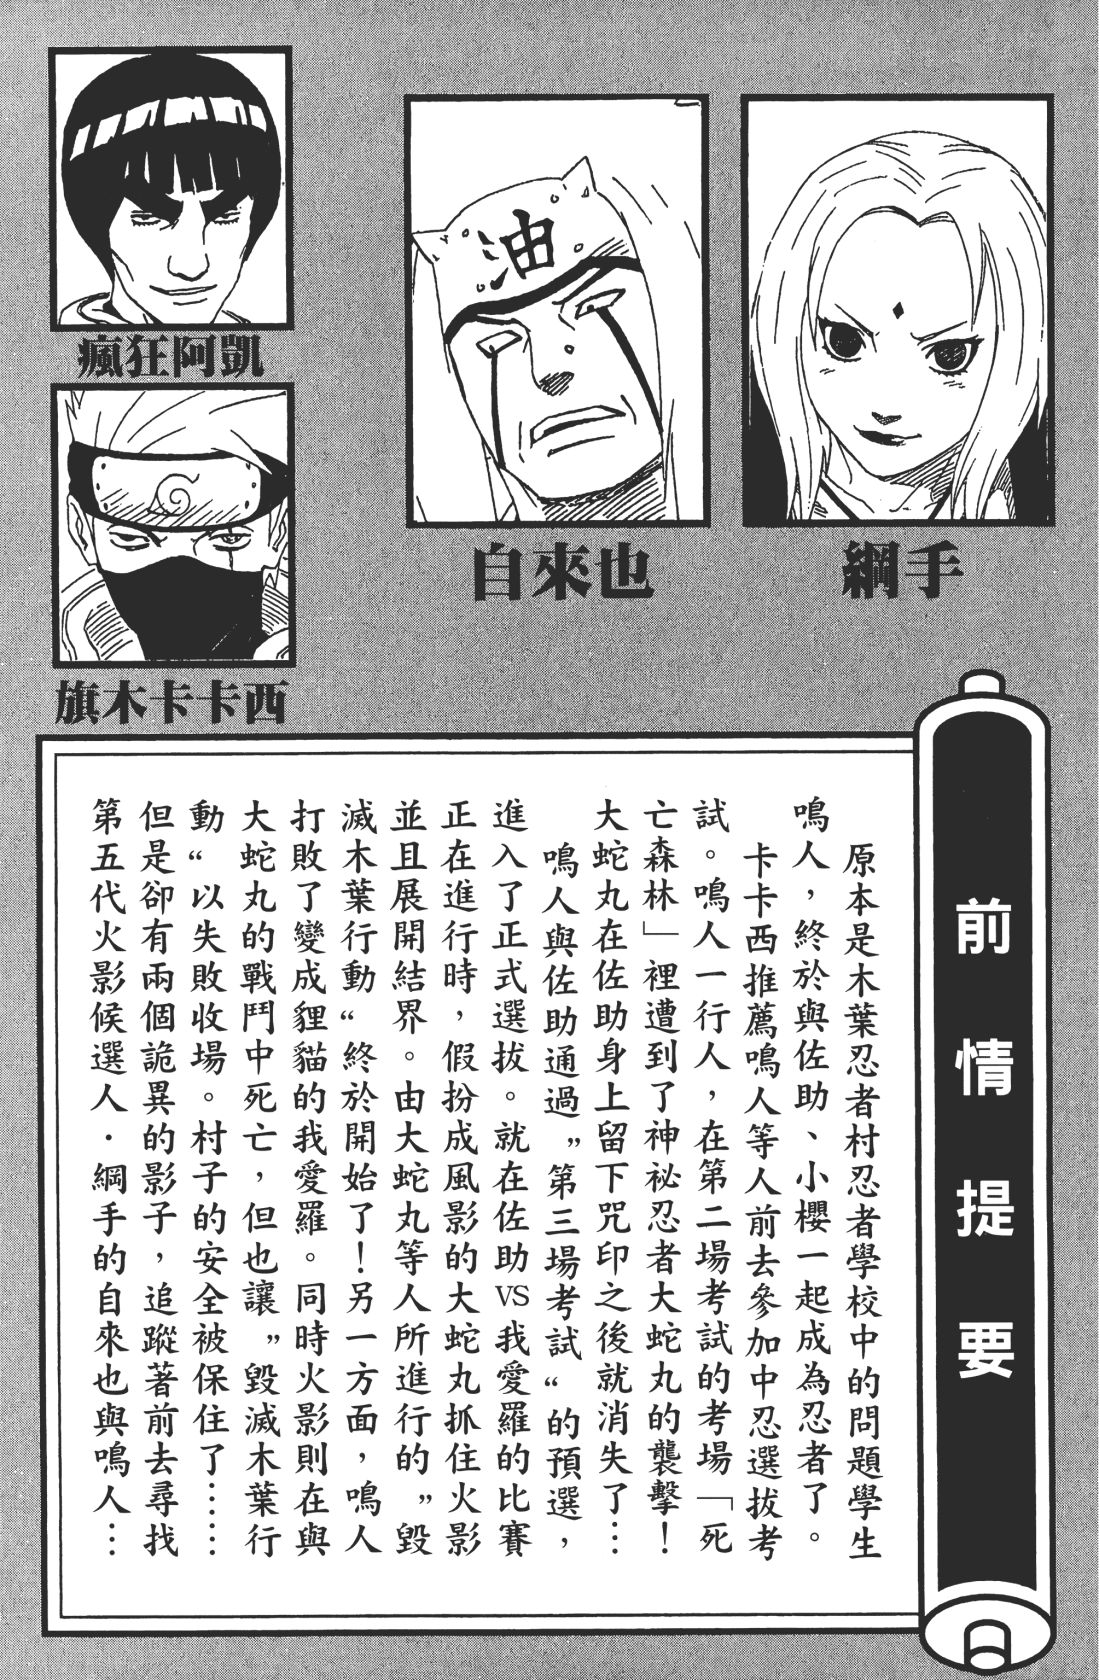 綱手
自來也
油
瘋狂阿凱
旗木卡卡西
前情提要
原本是木葉忍者村忍者學校中的問題學生
鳴人，終於與佐助、小櫻一起成為忍者了。
卡卡西推薦鳴人等人前去參加中忍選拔考
試。鳴人一行人，在第二場考試的考場「死
亡森林」裡遭到了神祕忍者大蛇丸的襲擊！
大蛇丸在佐助身上留下咒印之後就消失了…
鳴人與佐助通過”第三場考試“的預選，
進入了正式選拔。就在佐助VS我愛羅的比賽
正在進行時，假扮成風影的大蛇丸抓住火影
並且展開結界。由大蛇丸等人所進行的”毀
滅木葉行動“終於開始了！另一方面，鳴人
打敗了變成貍貓的我愛羅。同時火影則在與
大蛇丸的戰鬥中死亡，但也讓”毀滅木葉行
動“以失敗收場。村子的安全被保住了……
但是卻有兩個詭異的影子，追蹤著前去尋找
第五代火影候選人．綱手的自來也與鳴人…